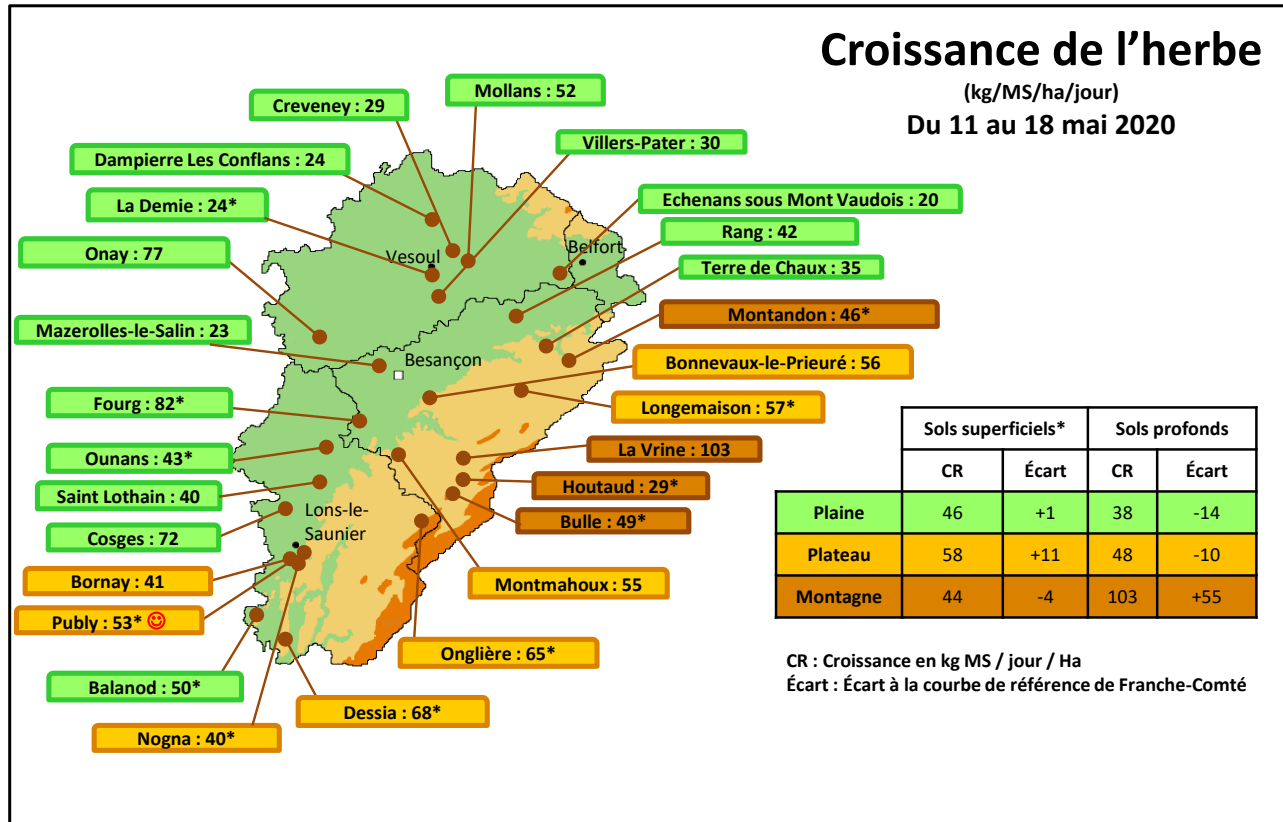 Croissance de l’herbe
(kg/MS/ha/jour)
Du 11 au 18 mai 2020
Mollans : 52
Creveney : 29
Villers-Pater : 30
Dampierre Les Conflans : 24
La Demie : 24*
Echenans sous Mont Vaudois : 20
Rang : 42
Onay : 77
Vesoul
Belfort
Terre de Chaux : 35
Montandon : 46*
Mazerolles-le-Salin : 23
Besançon
Bonnevaux-le-Prieuré : 56
Fourg : 82*
Longemaison : 57*
Ounans : 43*
La Vrine : 103
Saint Lothain : 40
Houtaud : 29*
Lons-le-
Saunier
Bulle : 49*
Cosges : 72
Bornay : 41
Montmahoux : 55
Publy : 53*
Onglière : 65*
Balanod : 50*
Dessia : 68*
Nogna : 40*
Sols superficiels* Sols profonds
CR Écart CR Écart
Plaine 46 +1 38 -14
Plateau 58 +11 48 -10
Montagne 44 -4 103 +55
CR : Croissance en kg MS / jour / Ha
Écart : Écart à la courbe de référence de Franche-Comté